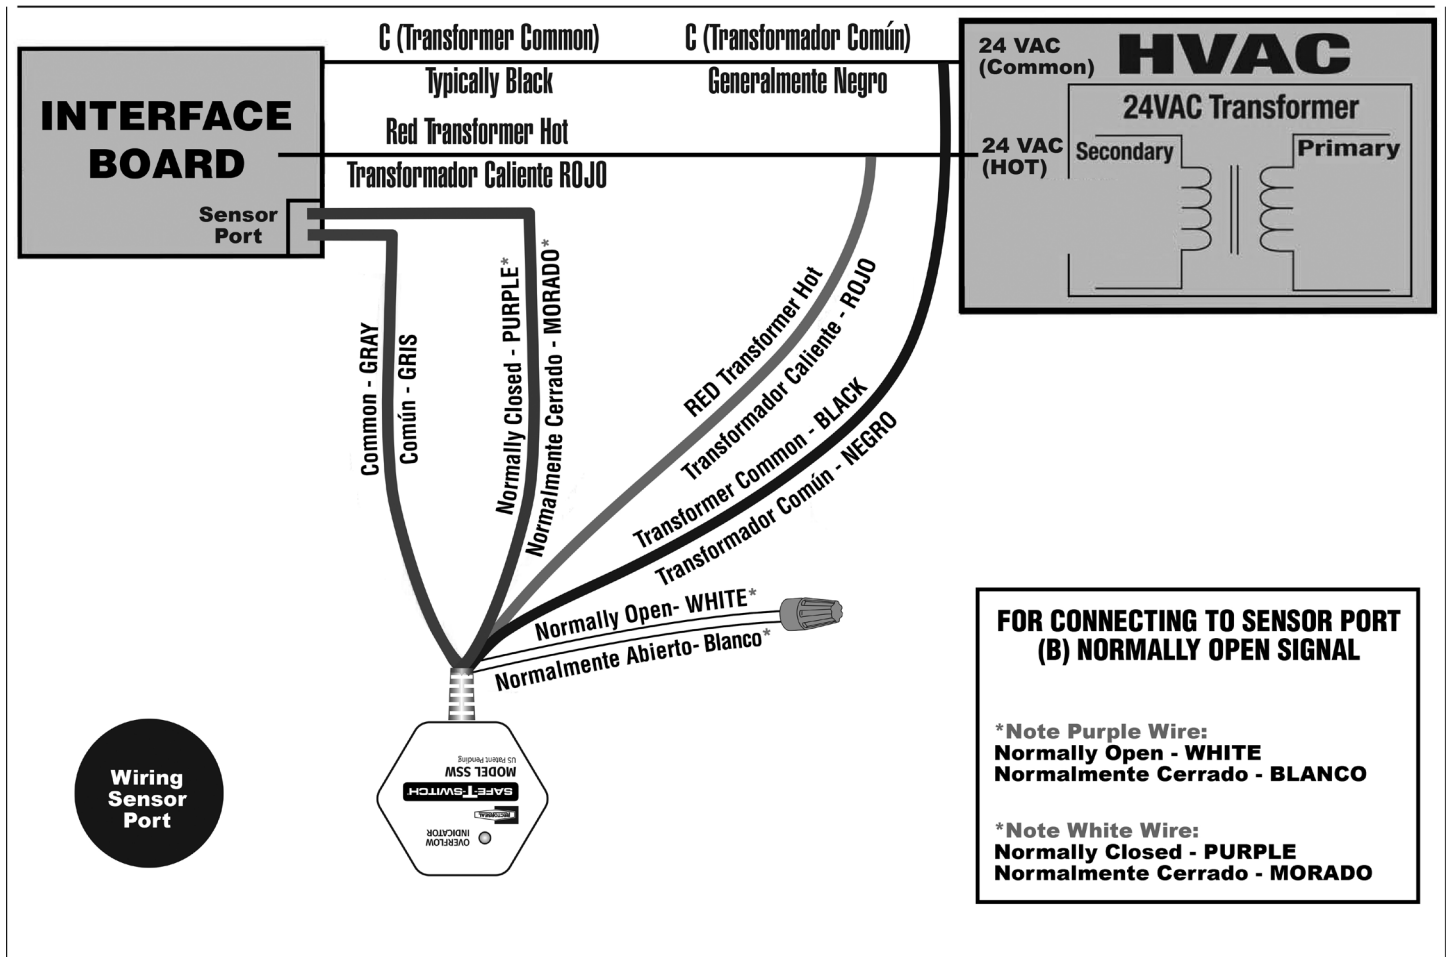 C (Transformer Common)
C (Transformador Común)
Typically Black
Generalmente Negro
24 VAC
(Common)
HVAC
24VAC Transformer
INTERFACE
BOARD
Red Transformer Hot
Transformador Caliente ROJO
24 VAC
(HOT)
Secondary
Primary
Sensor
Port
Common - GRAY
Común - GRIS
Normally Closed - PURPLE*
Normalmente Cerrado - MORADO*
RED Transformer Hot
Transformador Caliente - ROJO
Transformer Common - BLACK
Transformador Común - NEGRO
Normally Open- WHITE*
Normalmente Abierto- Blanco*
FOR CONNECTING TO SENSOR PORT
(B) NORMALLY OPEN SIGNAL
*Note Purple Wire:
Normally Open - WHITE
Normalmente Cerrado - BLANCO
*Note White Wire:
Normally Closed - PURPLE
Normalmente Cerrado - MORADO
Wiring
Sensor
Port
OVERFLOW
INDICATOR
RECTORSEAL
SAFE-T-SWITCH
MODEL SSW
US Patent Pending